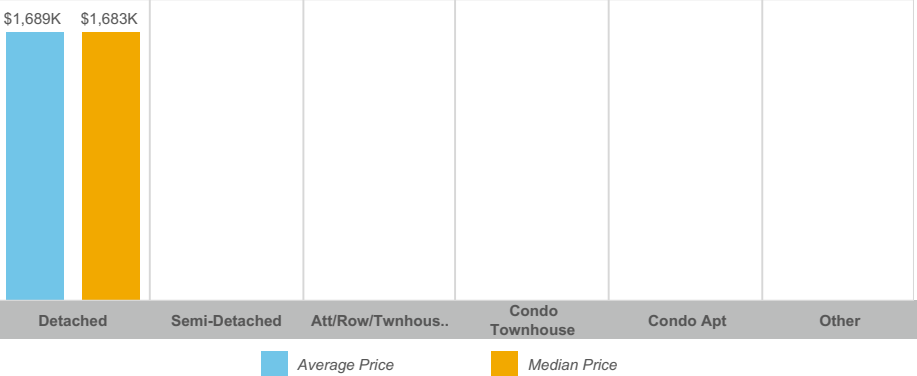 $1,689K $1,683K
Detached Semi-Detached Att/Row/Twnhous.. Condo Townhouse Condo Apt Other
Average Price Median Price